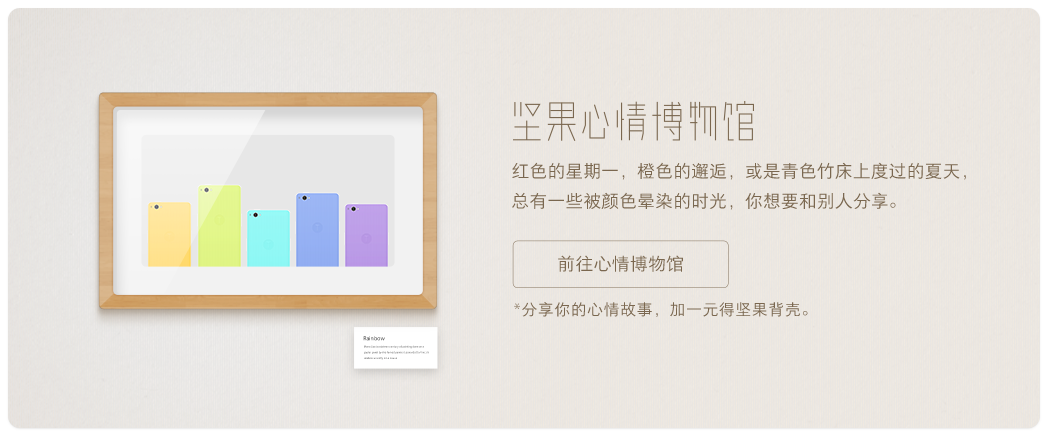 坚果心情博物馆
红色的星期一，橙色的邂逅，或是青色竹床上度过的夏天，
总有一些被颜色晕染的时光，你想要和别人分享。
前往心情博物馆
*分享你的心情故事，加一元得坚果背壳。
Rainbow